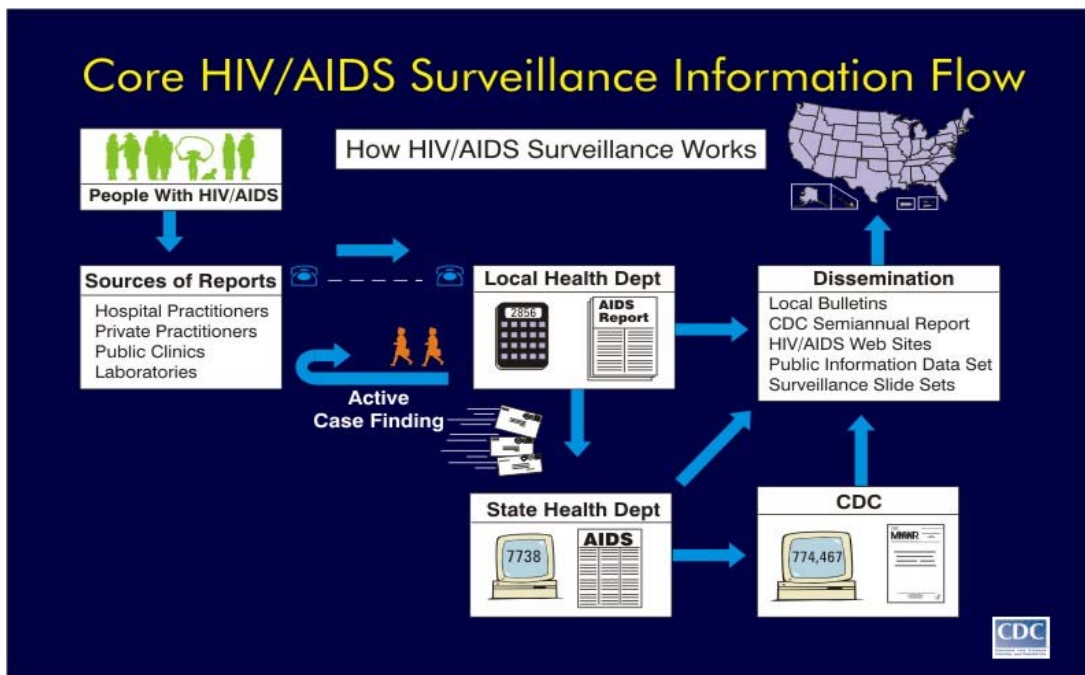 Core HIV/AIDS Surveillance Information Flow
How HIV/AIDS Surveillance Works
People With HIV/AIDS
Sources of Reports
Hospital Practitioners
Private Practitioners
Public Clinics
Laboratories
Active
Case Finding
Local Health Dept
2856
AIDS
Report
Dissemination
Local Bulletins
CDC Semiannual Report
HIV/AIDS Web Sites
Public Information Data Set
Surveillance Slide Sets
State Health Dept
7738
AIDS
CDC
774,467
MMWR
CDC